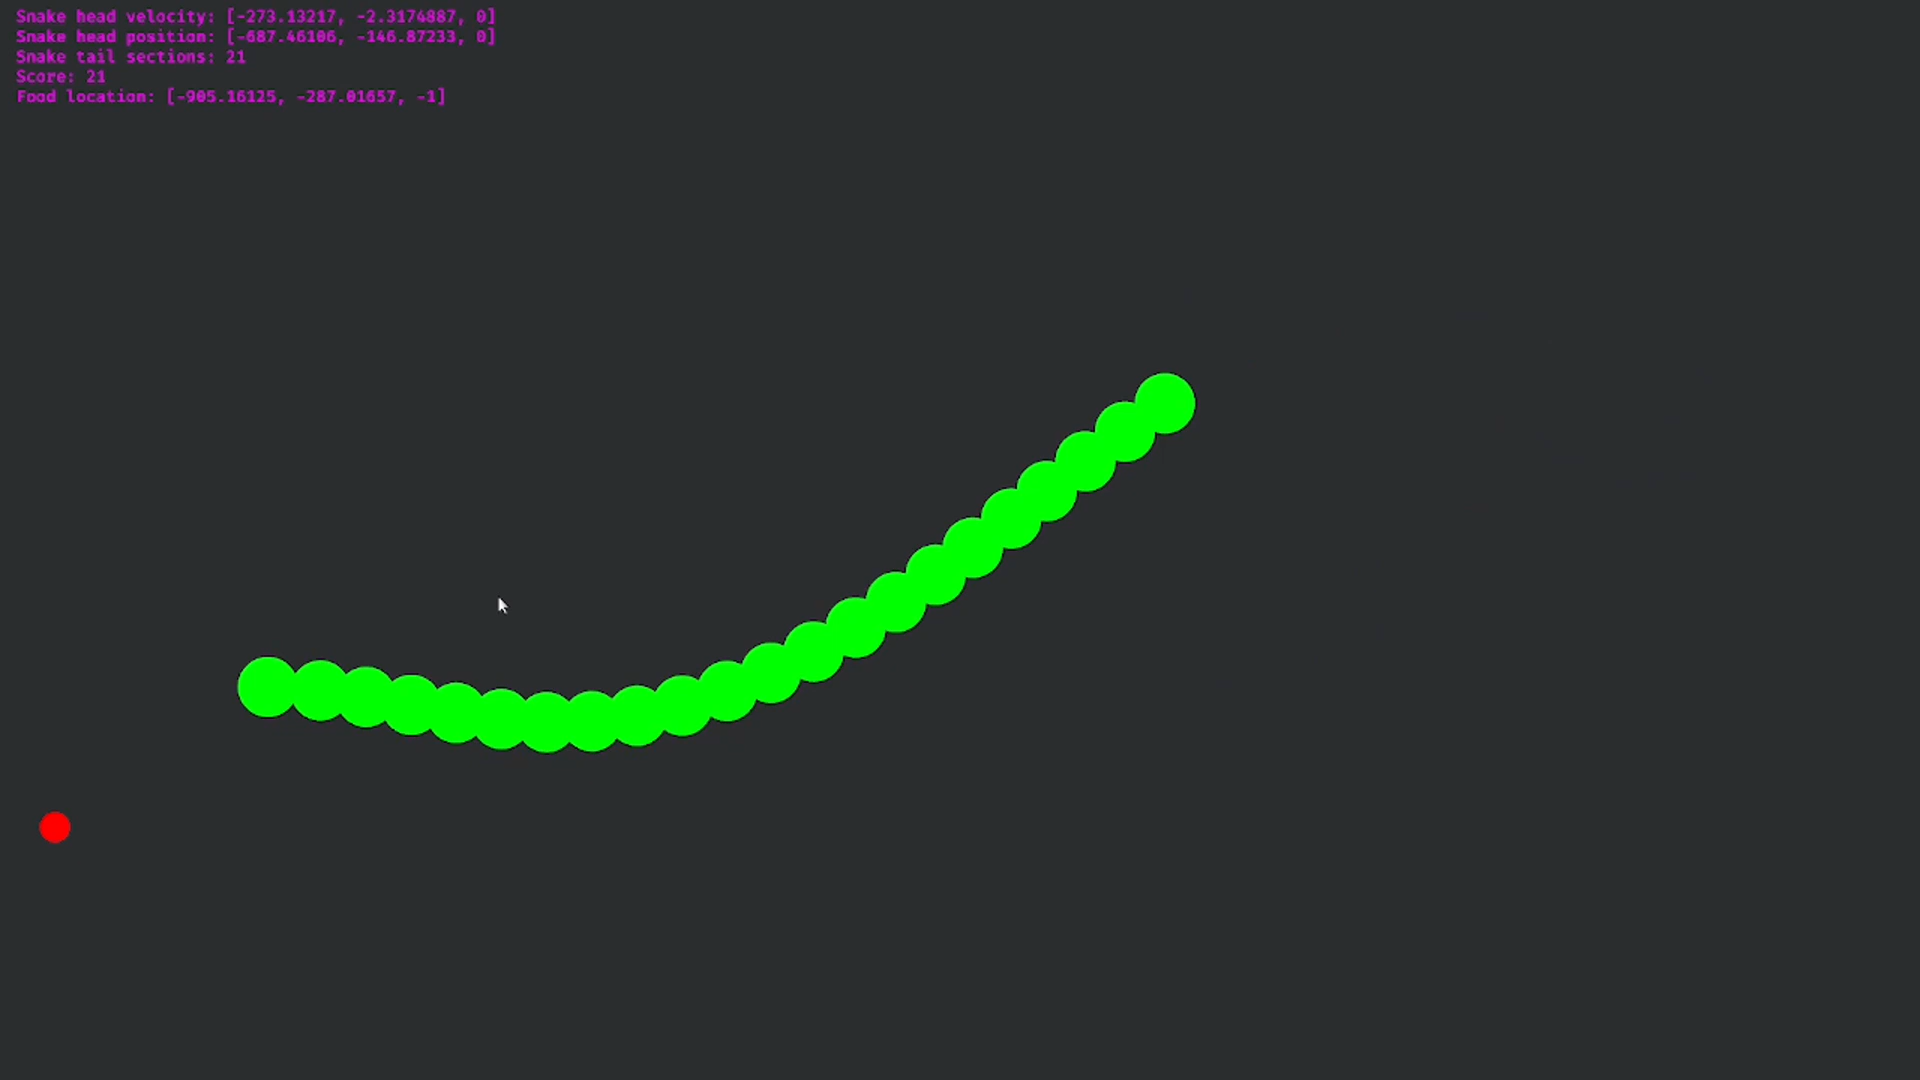 Snake head velocity: [-273.13217, -2.3174887, 0]
Snake head position: [-687.46106, -146.87233, 0]
Snake tail sections: 21
Score: 21
Food location: [-905.16125, -287.01657, -1]